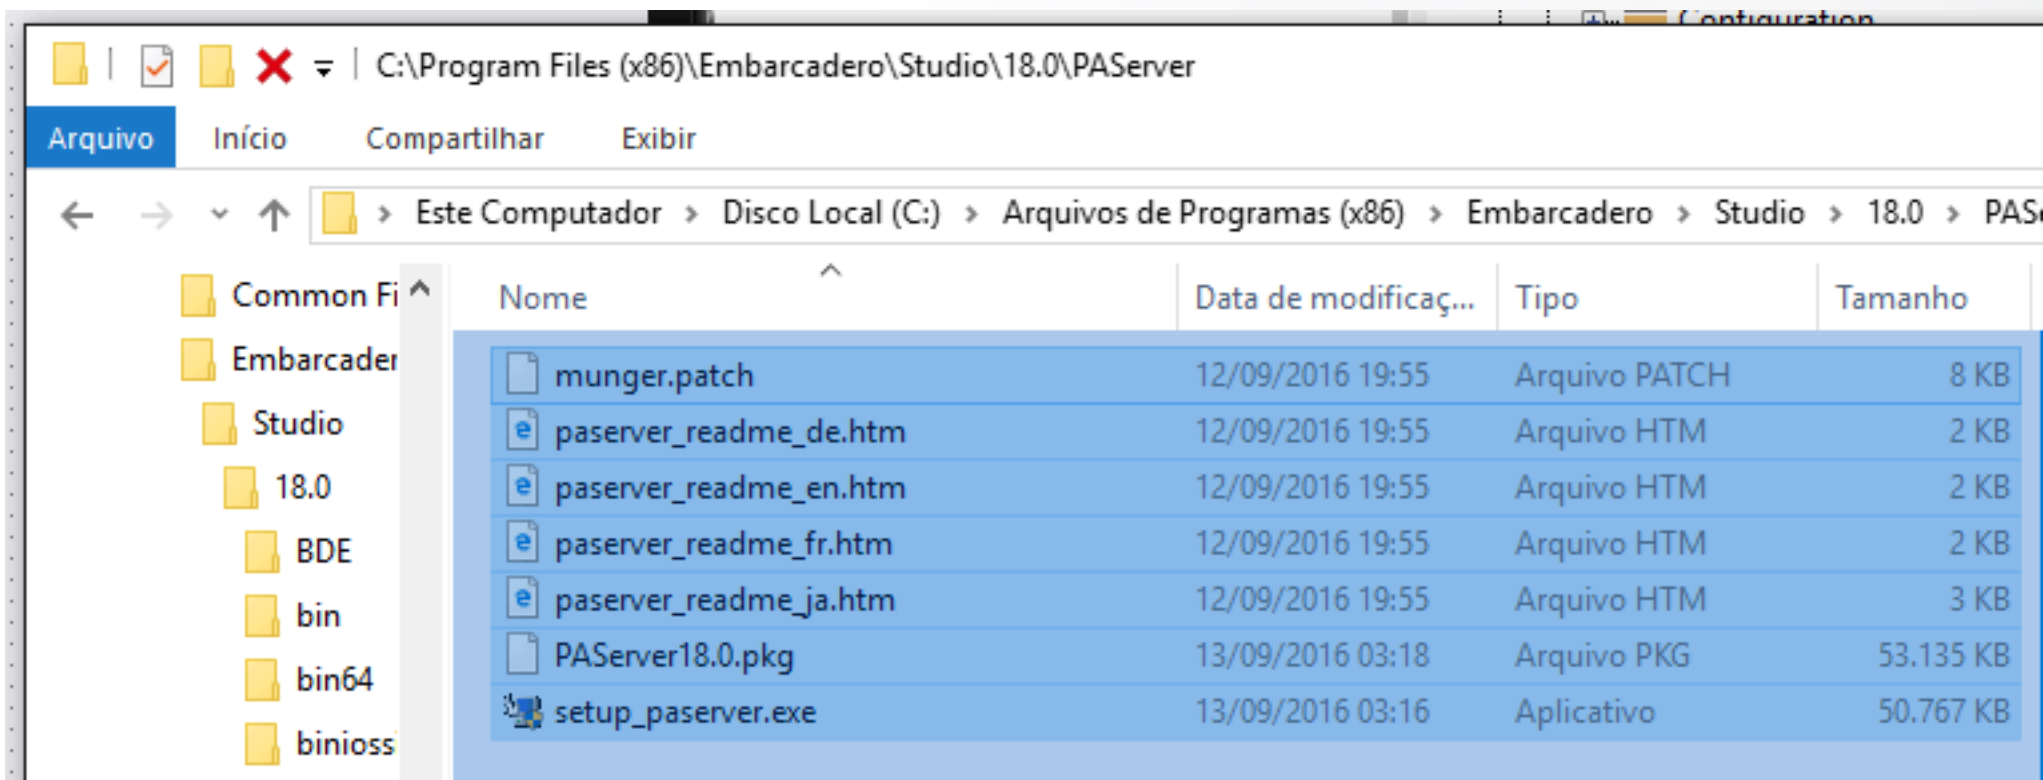 Configuration
C:\Program Files (x86)\Embarcadero\Studio\18.0\PAServer
Arquivo Início Compartilhar Exibir
Este Computador > Disco Local (C:) > Arquivos de Programas (x86) > Embarcadero > Studio > 18.0 > PASe
Common Fi
Embarcader
Studio
18.0
BDE
bin
bin64
binioss
Nome Data de modificaç... Tipo Tamanho
munger.patch 12/09/2016 19:55 Arquivo PATCH 8 KB
paserver_readme_de.htm 12/09/2016 19:55 Arquivo HTM 2 KB
paserver_readme_en.htm 12/09/2016 19:55 Arquivo HTM 2 KB
paserver_readme_fr.htm 12/09/2016 19:55 Arquivo HTM 2 KB
paserver_readme_ja.htm 12/09/2016 19:55 Arquivo HTM 3 KB
PAServer18.0.pkg 13/09/2016 03:18 Arquivo PKG 53.135 KB
setup_paserver.exe 13/09/2016 03:16 Aplicativo 50.767 KB